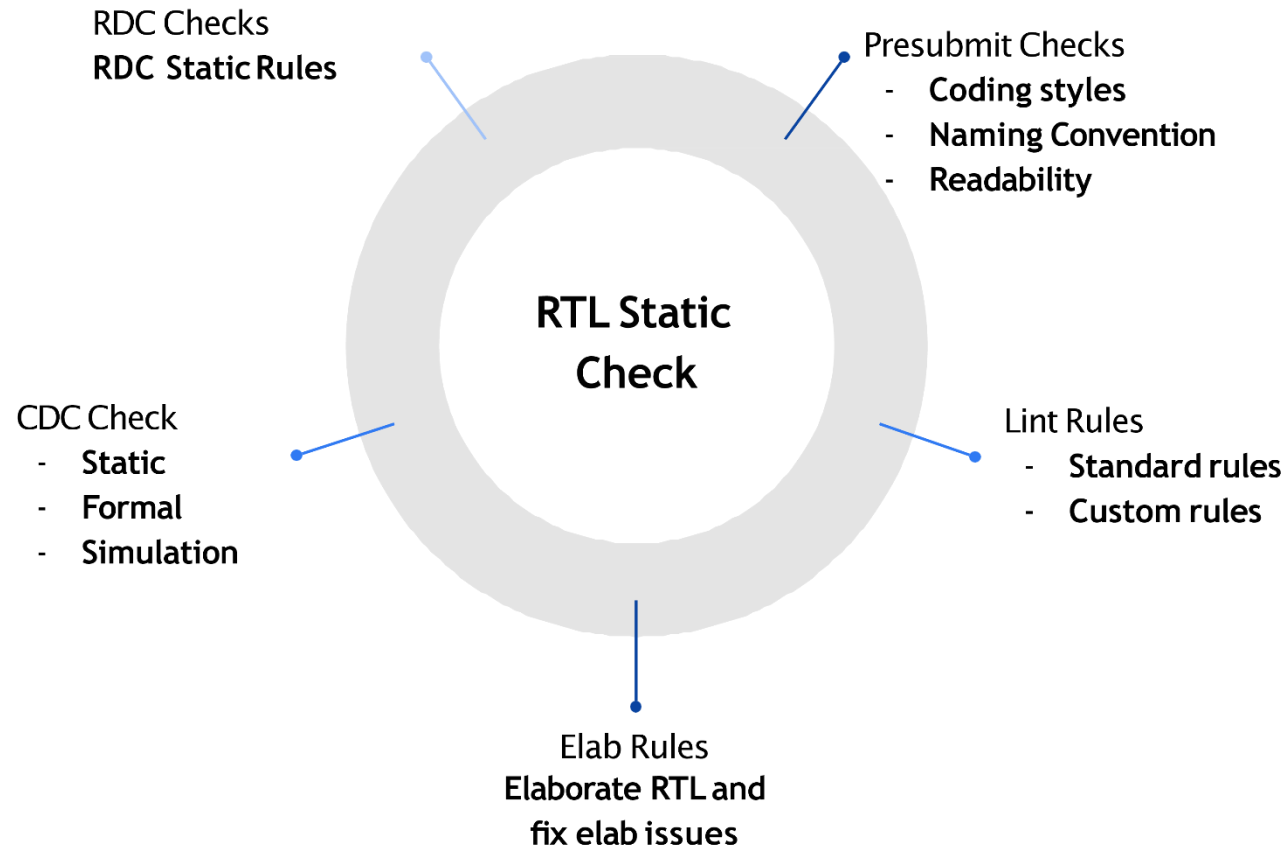 RDC Checks
RDC Static Rules
Presubmit Checks
- Coding styles
- Naming Convention
- Readability
RTL Static
Check
CDC Check
- Static
- Formal
- Simulation
Lint Rules
- Standard rules
- Custom rules
Elab Rules
Elaborate RTL and
fix elab issues